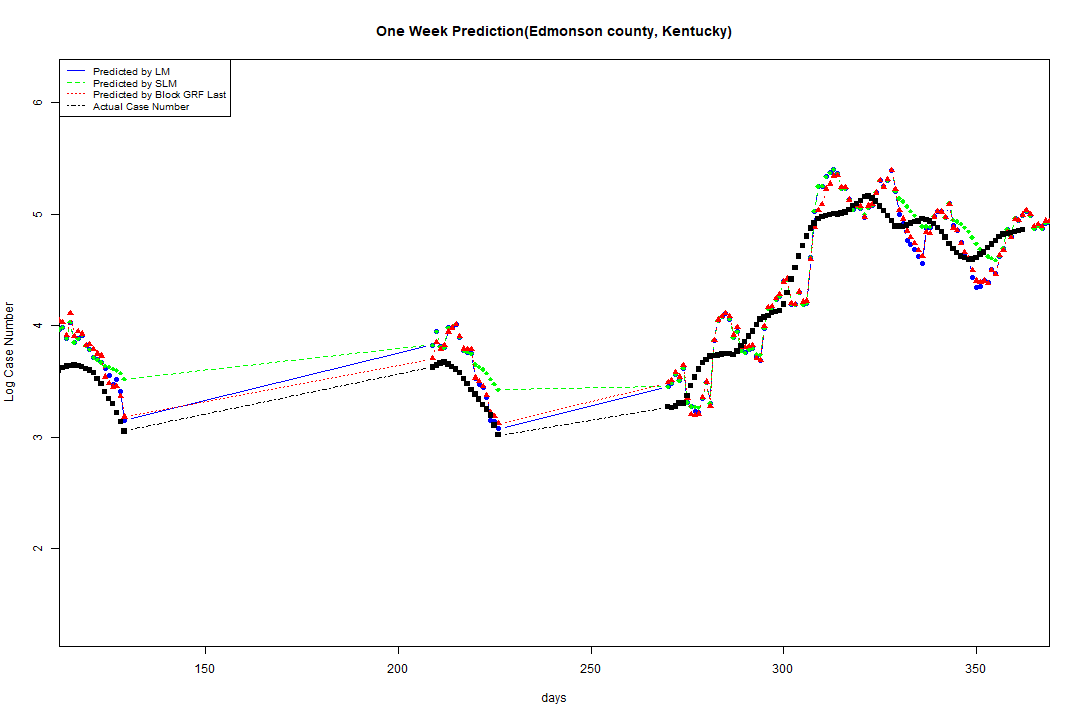 One Week Prediction(Edmonson county, Kentucky)
Predicted by LM
Predicted by SLM
Predicted by Block GRF Last
Actual Case Number
6
5
4
3
2
Log Case Number
150
200
250
300
350
days